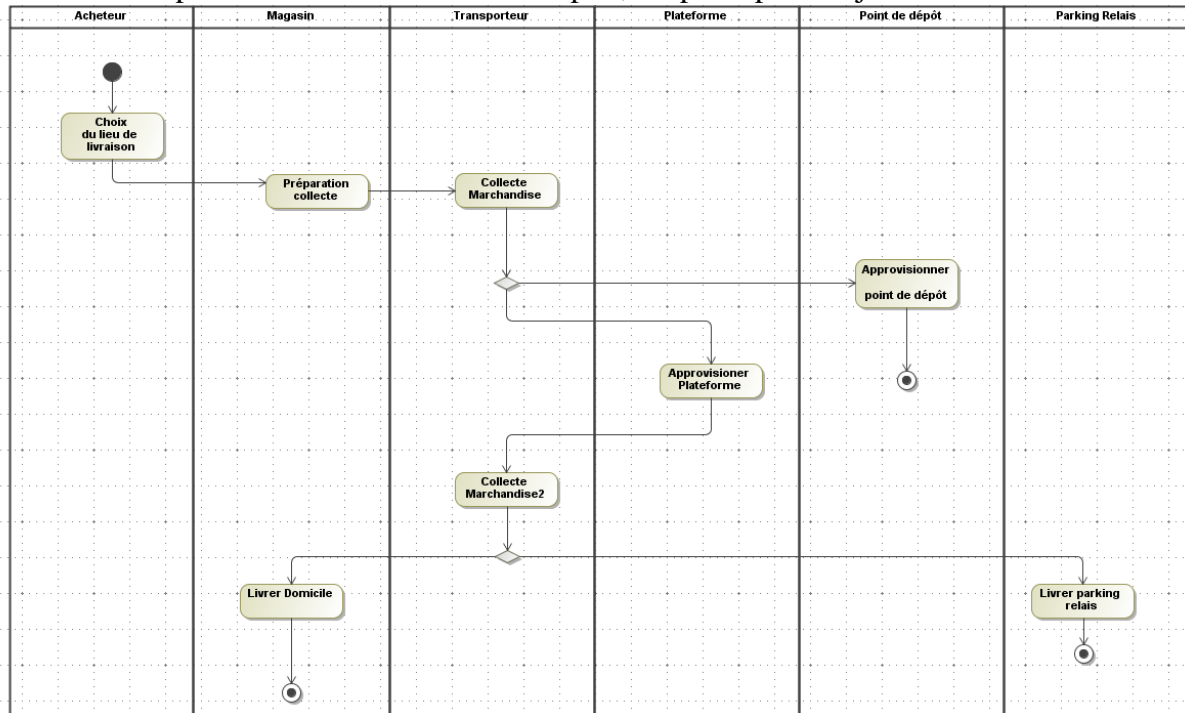 Acheteur
Magasin
Transporteur
Plateforme
Point de dépôt
Parking Relais
Choix
du lieu de
livraison
Préparation
collecte
Collecte
Marchandise
Approvisionner
point de dépôt
Approvisioner
Plateforme
Collecte
Marchandise2
Livrer Domicile
Livrer parking
relais